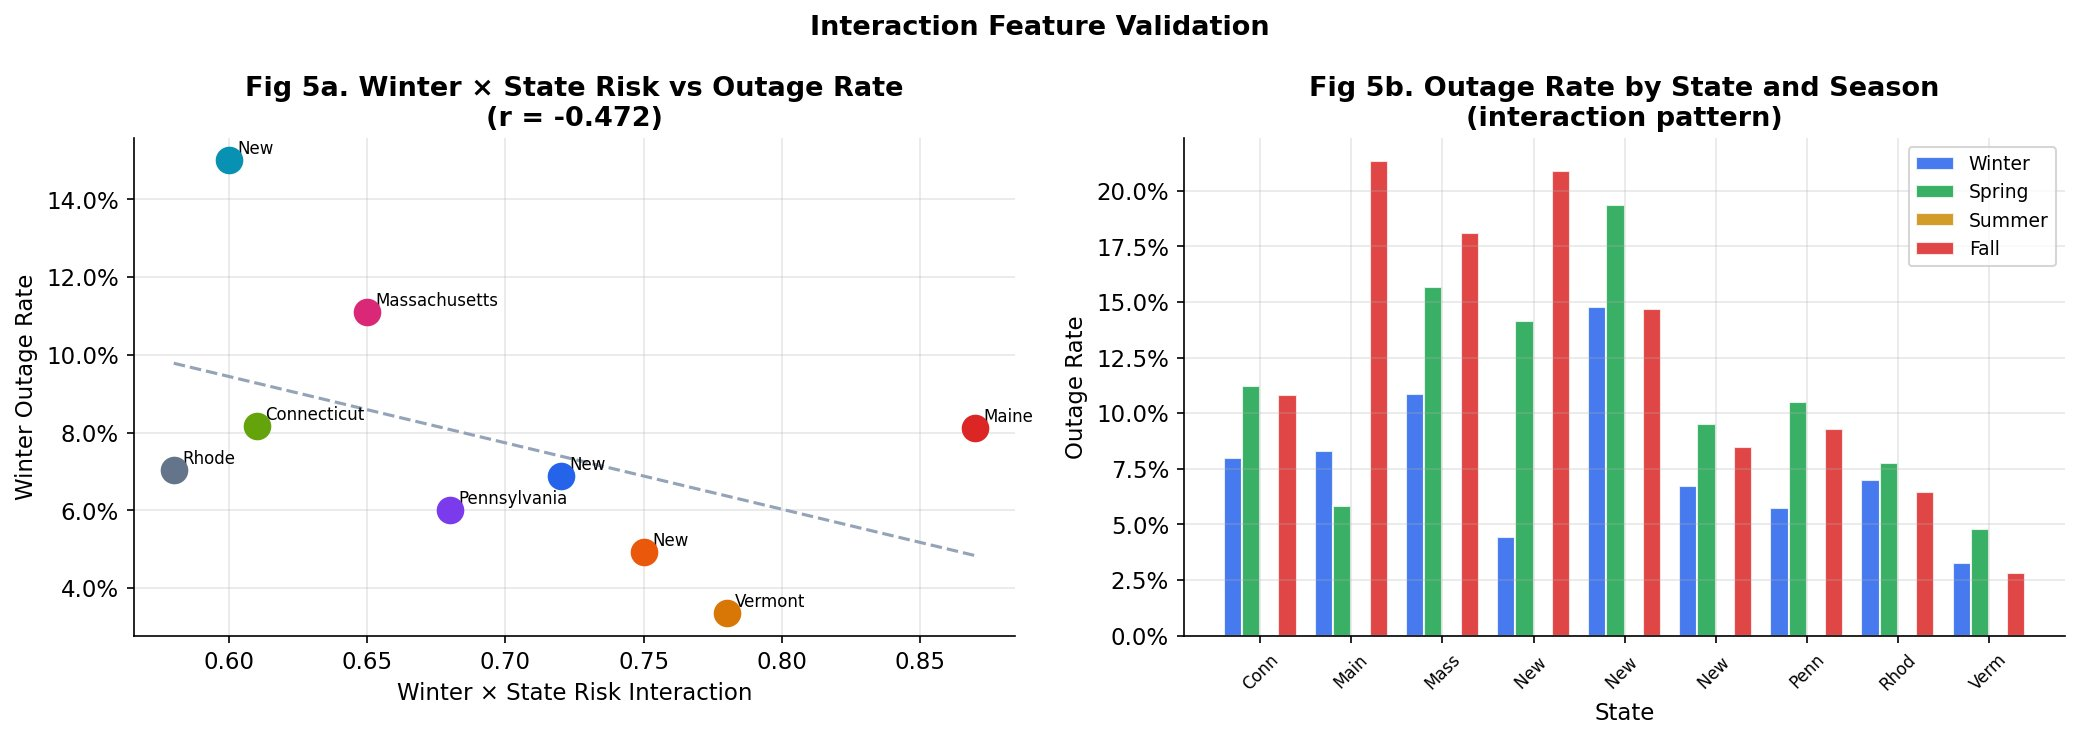 Interaction Feature Validation
Fig 5a. Winter × State Risk vs Outage Rate
(r = -0.472)
Winter Outage Rate
14.0%
12.0%
10.0%
8.0%
6.0%
4.0%
New
Massachusetts
Connecticut
Maine
Rhode
New
Pennsylvania
New
Vermont
0.60 0.65 0.70 0.75 0.80 0.85
Winter × State Risk Interaction
Fig 5b. Outage Rate by State and Season
(interaction pattern)
Outage Rate
20.0%
17.5%
15.0%
12.5%
10.0%
7.5%
5.0%
2.5%
0.0%
Winter
Spring
Summer
Fall
Conn Main Mass New New New Penn Rhod Verm
State